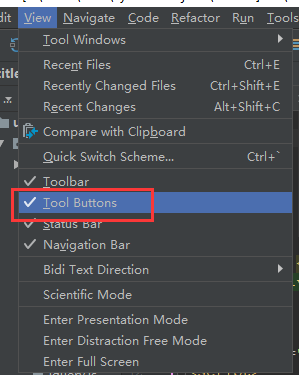 View Navigate Code Refactor Run Tools
Tool Windows
Recent Files Ctrl+E
Recently Changed Files Ctrl+Shift+E
Recent Changes Alt+Shift+C
Compare with Clipboard
Quick Switch Scheme... Ctrl+`
Toolbar
Tool Buttons
Status Bar
Navigation Bar
Bidi Text Direction
Scientific Mode
Enter Presentation Mode
Enter Distraction Free Mode
Enter Full Screen